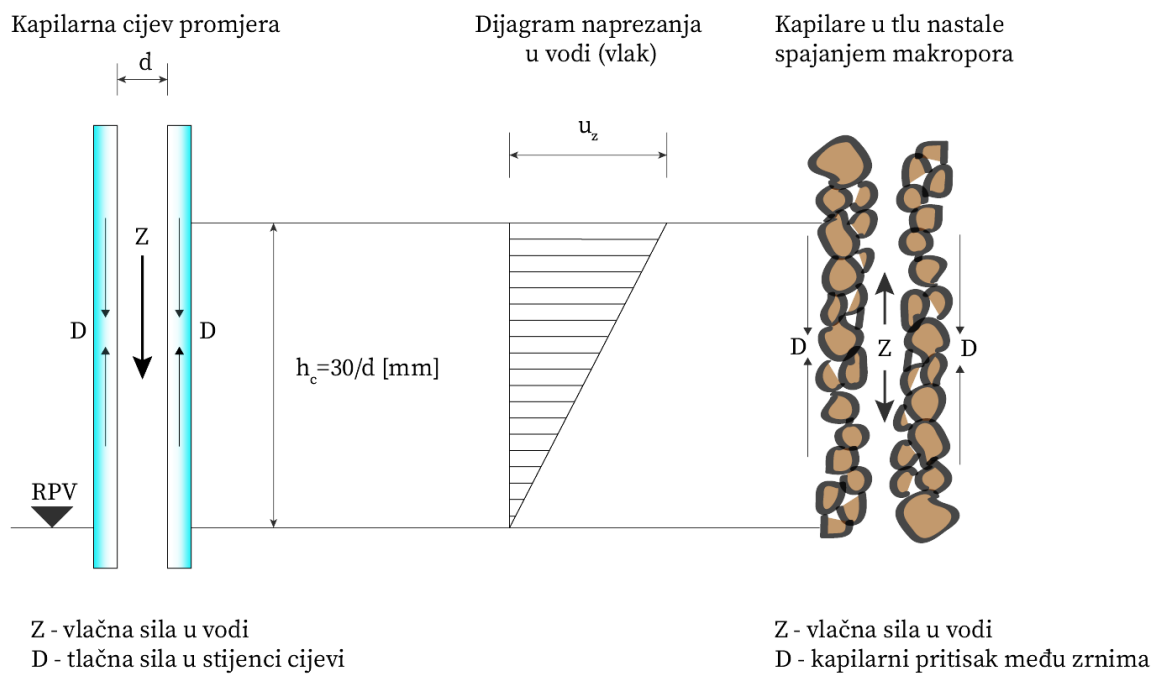 Kapilarna cijev promjera
d
Dijagram naprezanja
u vodi (vlak)
Kapilare u tlu nastale
spajanjem makropora
u_z
Z
D
D
h_c=30/d [mm]
D
Z
D
RPV
Z - vlačna sila u vodi
D - tlačna sila u stijenci cijevi
Z - vlačna sila u vodi
D - kapilarni pritisak među zrnima